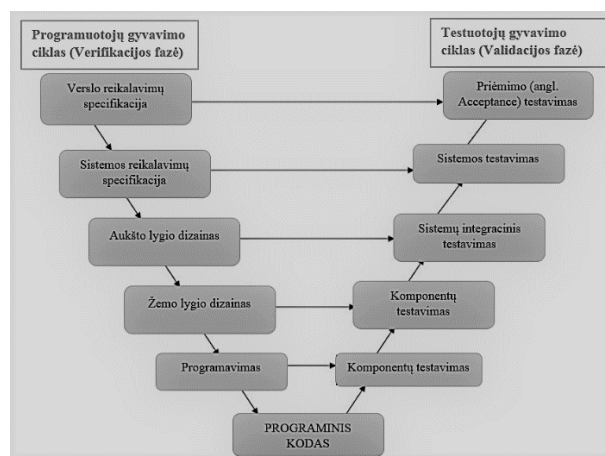 Programuotojų gyvavimo
ciklas (Verifikacijos fazė)
Testuotojų gyvavimo
ciklas (Validacijos fazė)
Verslo reikalavimų
specifikacija
Priėmimo (angl.
Acceptance) testavimas
Sistemos reikalavimų
specifikacija
Sistemos testavimas
Aukšto lygio dizainas
Sistemų integracinis
testavimas
Žemo lygio dizainas
Komponentų
testavimas
Programavimas
Komponentų testavimas
PROGRAMINIS
KODAS